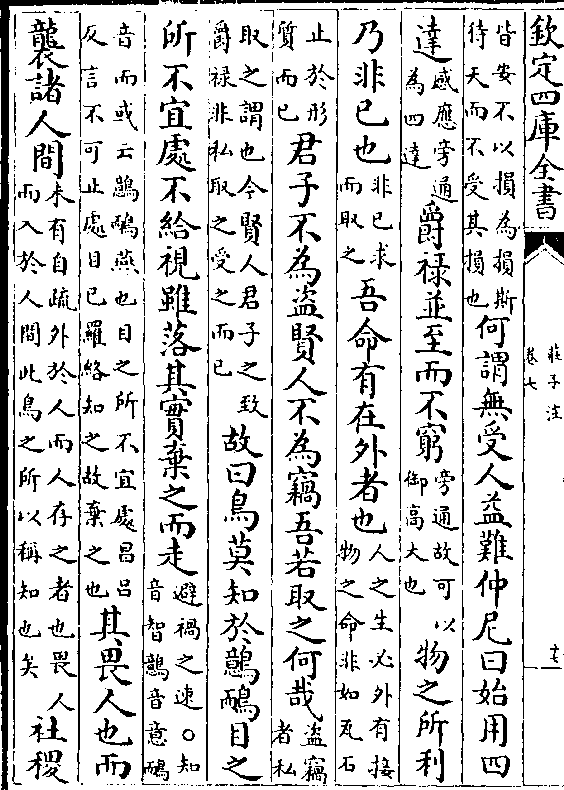 欽定四庫全書
莊子注
卷七
十七
皆安不以損為損斯
待天而不受其損也
何謂無受人益難仲尼曰始用四
達
感應旁通
為四達
爵祿並至而不窮
旁通故可以
御高大也
物之所利
乃非已也
非已求
而取之
吾命有在外者也
人之生必外有接
物之命非如瓦石
止於形
質而已
君子不為盜賢人不為竊吾若取之何哉
盜竊
者私
取之謂也今賢人君子之致
爵祿非私取之受之而已
故曰鳥莫知於鷾鴯目之
所不宜處不給視雖落其實棄之而走
避禍之速○知
音智鷾音意鴯
音而或云鷾鴯燕也目之所不宜處昌呂
反言不可止處目已羅絡知之故棄之也
其畏人也而
襲諸人間
未有自疏外於人而人存之者也畏人
而入於人間此鳥之所以稱知也矣
社稷